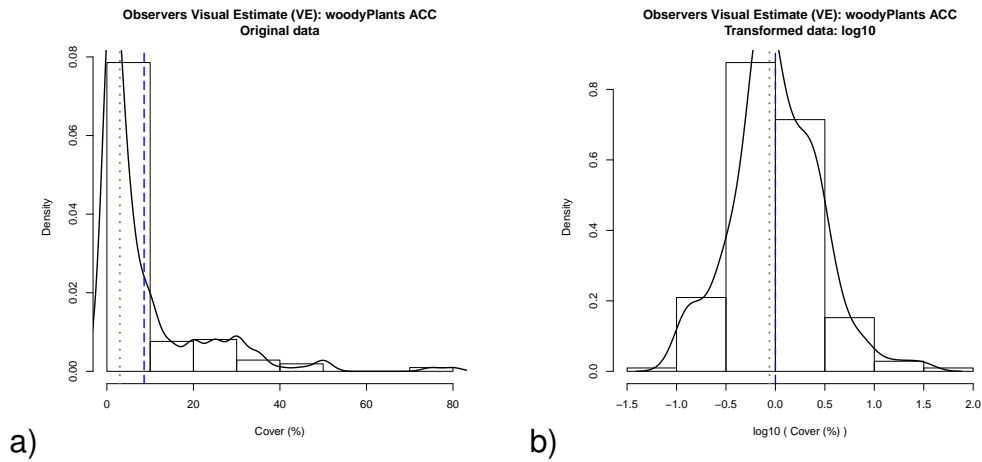 Observers Visual Estimate (VE): woodyPlants ACC
Original data
Density
0.00
0.02
0.04
0.06
0.08
0
20
40
60
80
Cover (%)
a)
Observers Visual Estimate (VE): woodyPlants ACC
Transformed data: log10
Density
0.0
0.2
0.4
0.6
0.8
−1.5
−1.0
−0.5
0.0
0.5
1.0
1.5
2.0
log10 ( Cover (%) )
b)